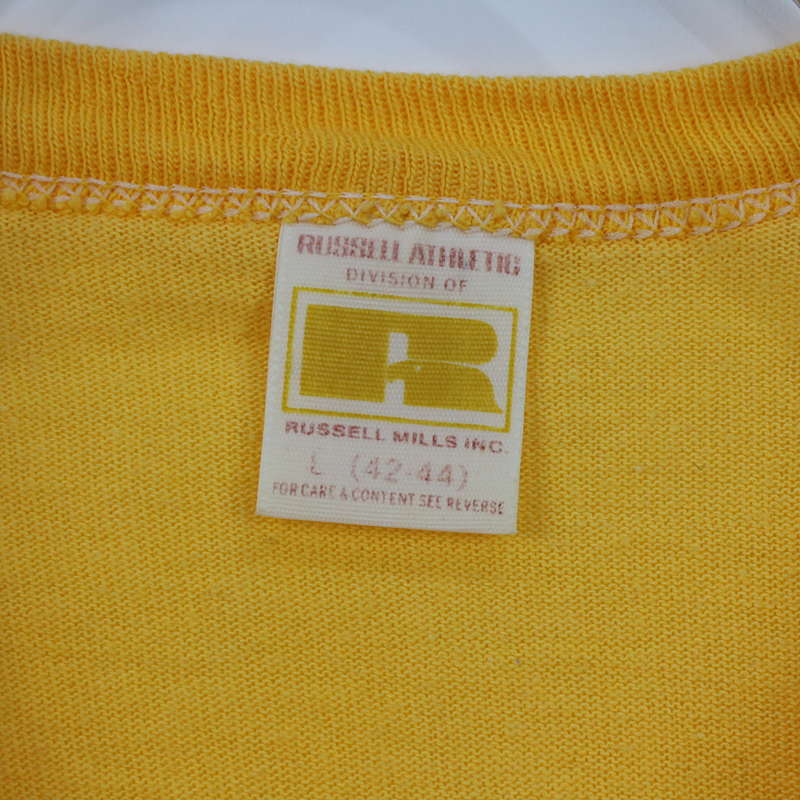 RUSSELL ATHLETIC
DIVISION OF
R
RUSSELL MILLS INC.
L (42-44)
FOR CARE & CONTENT SEE REVERSE